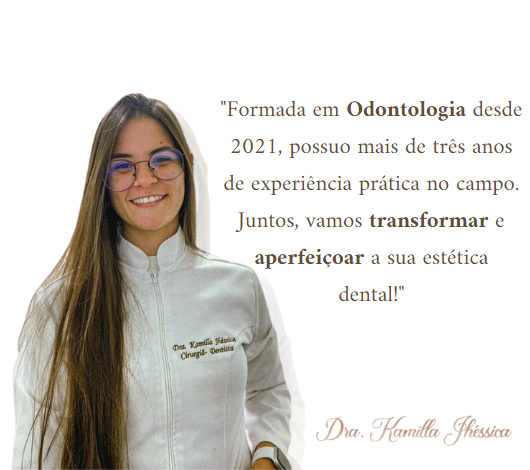 "Formada em Odontologia desde
2021, possuo mais de três anos
de experiência prática no campo.
Juntos, vamos transformar e
aperfeiçoar a sua estética
dental!"
Dra. Kamilla Jhéssica
Cirurgiã- Dentista
Dra. Kamilla Jhéssica